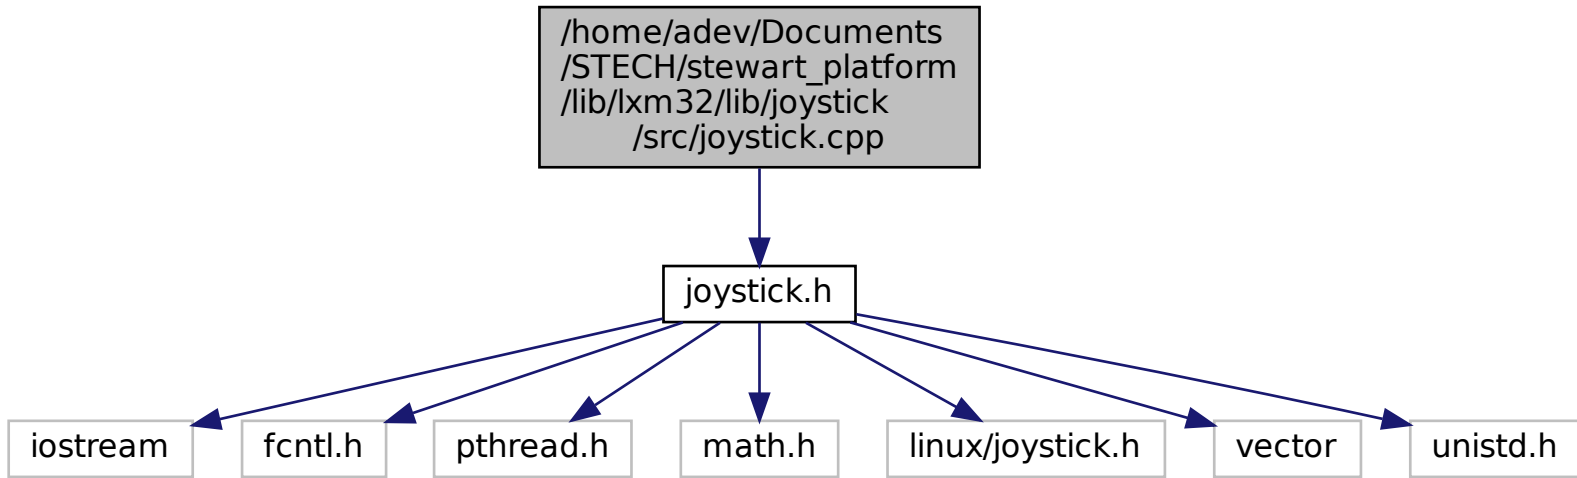 /home/adev/Documents
/STECH/stewart_platform
/lib/lxm32/lib/joystick
/src/joystick.cpp
joystick.h
iostream
fcntl.h
pthread.h
math.h
linux/joystick.h
vector
unistd.h